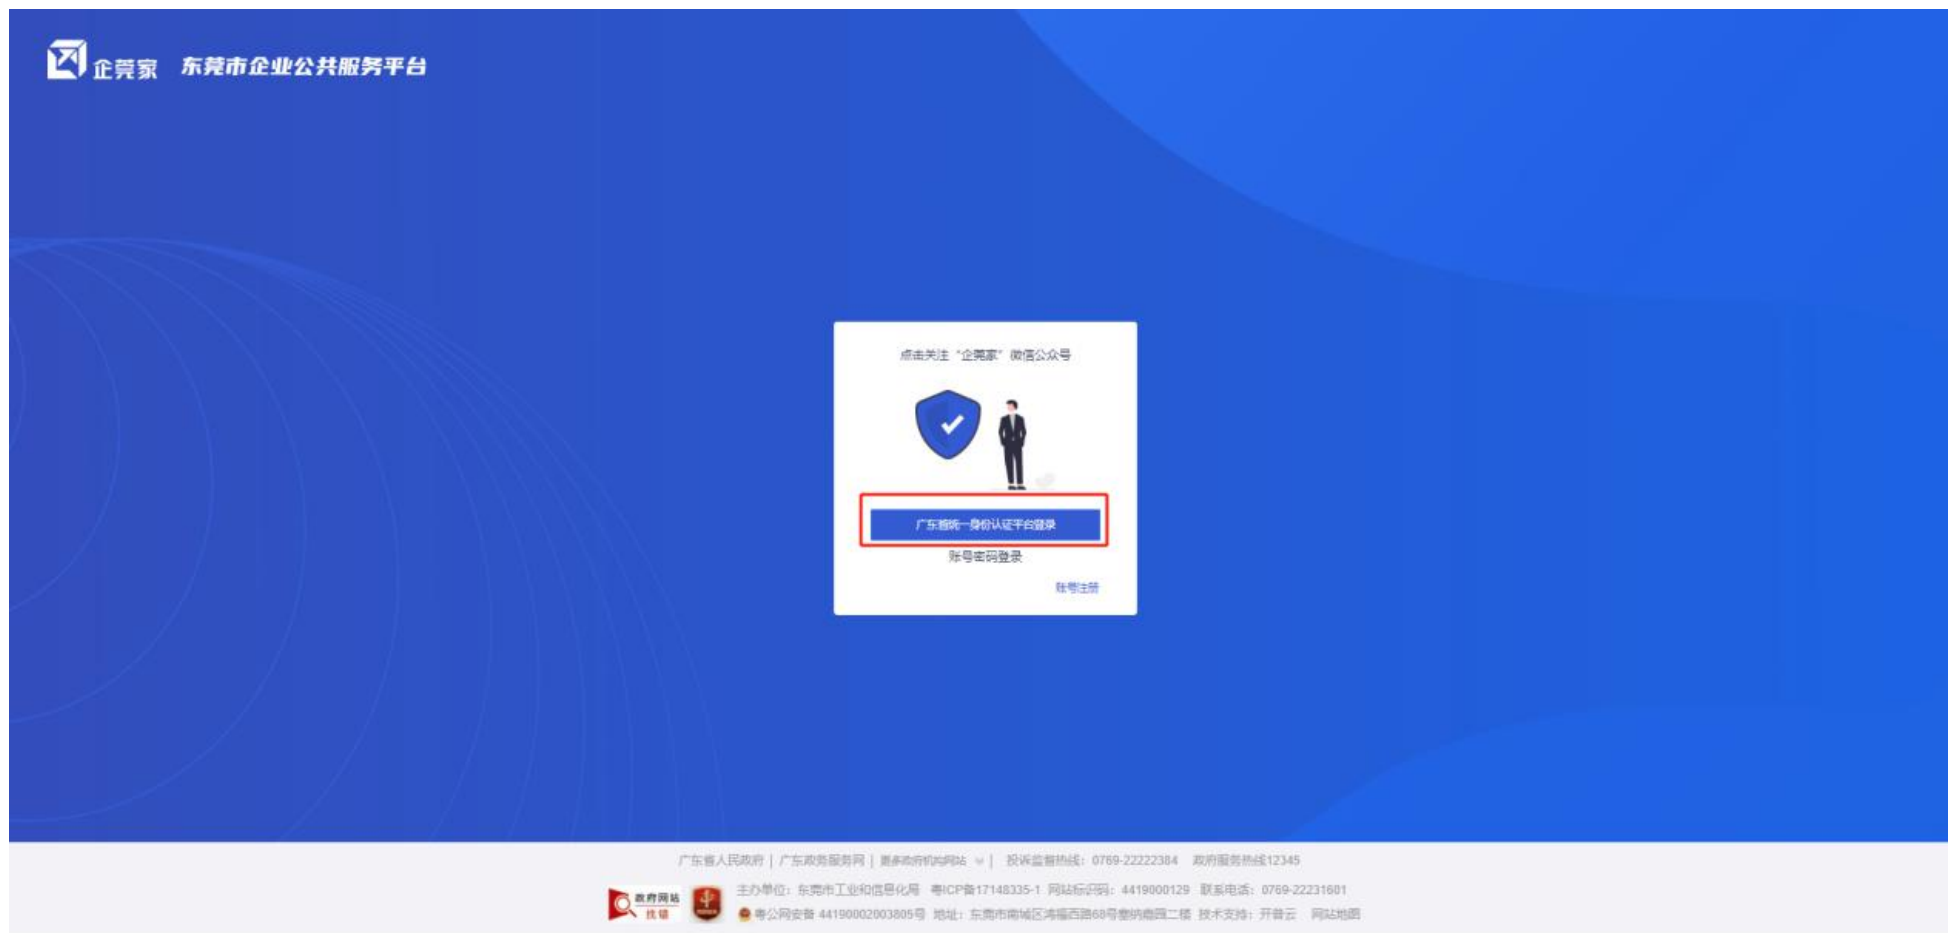 企莞家 东莞市企业公共服务平台
点击关注“企莞家”微信公众号
广东省统一身份认证平台登录
账号密码登录
账号注册
广东省人民政府 | 广东政务服务网 | 更多政府机构网站 | 投诉监督热线：0769-22222384 政府服务热线12345
政府网站
找错
主办单位：东莞市工业和信息化局 粤ICP备17148335-1 网站标识码：4419000129 联系电话：0769-22231601
粤公网安备 44190002003805号 地址：东莞市南城区鸿福西路68号 二楼 技术支持：开普云 网站地图